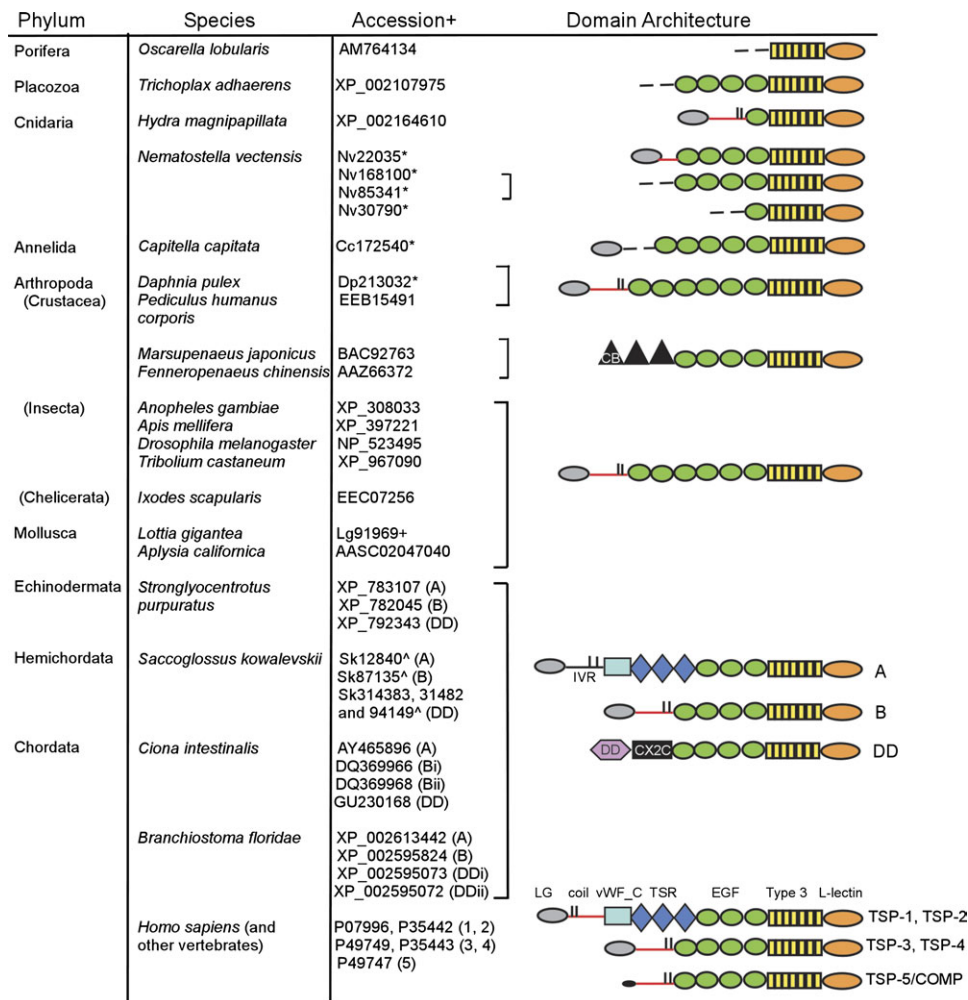 Phylum Species Accession+ Domain Architecture
Porifera Oscarella lobularis AM764134
Placozoa Trichoplax adhaerens XP_002107975
Cnidaria Hydra magnipapillata XP_002164610
Nematostella vectensis Nv22035*
Nv168100*
Nv85341*
Nv30790*
Annelida Capitella capitata Cc172540*
Arthropoda Daphnia pulex Dp213032*
(Crustacea) Pediculus humanus EEB15491
corporis
Marsupenaeus japonicus BAC92763 CB
Fenneropenaeus chinensis AAZ66372
(Insecta) Anopheles gambiae XP_308033
Apis mellifera XP_397221
Drosophila melanogaster NP_523495
Tribolium castaneum XP_967090
(Chelicerata) Ixodes scapularis EEC07256
Mollusca Lottia gigantea Lg91969+
Aplysia californica AASC02047040
Echinodermata Stronglyocentrotus XP_783107 (A)
purpuratus XP_782045 (B)
XP_792343 (DD)
Hemichordata Saccoglossus kowalevskii Sk12840^ (A) IVR A
Sk87135^ (B)
Sk314383, 31482
and 94149^ (DD) B
Chordata Ciona intestinalis AY465896 (A) DD CX2C DD
DQ369966 (Bi)
DQ369968 (Bii)
GU230168 (DD)
Branchiostoma floridae XP_002613442 (A)
XP_002595824 (B)
XP_002595073 (DDi)
XP_002595072 (DDii) LG coil vWF_C TSR EGF Type 3 L-lectin
TSP-1, TSP-2
Homo sapiens (and P07996, P35442 (1, 2)
other vertebrates) P49749, P35443 (3, 4) TSP-3, TSP-4
P49747 (5)
TSP-5/COMP